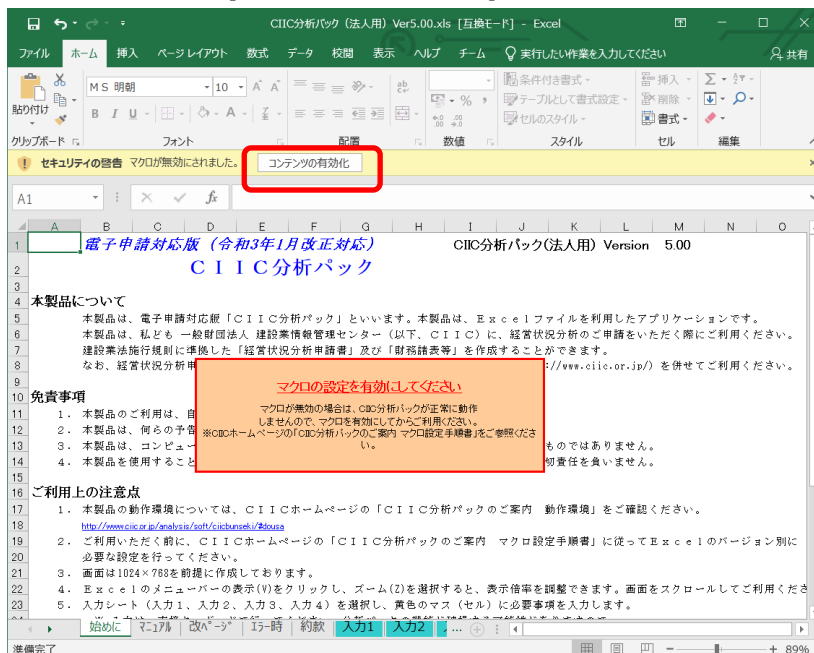 CIIC分析パック（法人用）Ver5.00.xls [互換モード] - Excel
ファイル ホーム 挿入 ページ レイアウト 数式 データ 校閲 表示 ヘルプ チーム 実行したい作業を入力してください 共有
貼り付け
ＭＳ 明朝 10
B I U
条件付き書式
テーブルとして書式設定
セルのスタイル
挿入
削除
書式
クリップボード フォント 配置 数値 スタイル セル 編集
セキュリティの警告 マクロが無効にされました。 コンテンツの有効化
A1 fx
A B C D E F G H I J K L M N O
1 電子申請対応版（令和3年1月改正対応） CIIC分析パック(法人用) Version 5.00
2 ＣＩＩＣ分析パック
3
4 本製品について
5 本製品は、電子申請対応版「ＣＩＩＣ分析パック」といいます。本製品は、Ｅｘｃｅｌファイルを利用したアプリケーションです。
6 本製品は、私ども 一般財団法人 建設業情報管理センター（以下、ＣＩＩＣ）に、経営状況分析のご申請をいただく際にご利用ください。
7 建設業法施行規則に準拠した「経営状況分析申請書」及び「財務諸表等」を作成することができます。
8 なお、経営状況分析申 ://www.ciic.or.jp/）を併せてご利用ください。
9
10 免責事項
11 1. 本製品のご利用は、自
12 2. 本製品は、何らの予告
13 3. 本製品は、コンピュー ものではありません。
14 4. 本製品を使用すること 切責任を負いません。
マクロの設定を有効にしてください
マクロが無効の場合は、CIIC分析パックが正常に動作
しませんので、マクロを有効にしてからご利用ください。
※CIICホームページの「CIIC分析パックのご案内 マクロ設定手順書」をご参照くださ
い。
15
16 ご利用上の注意点
17 1. 本製品の動作環境については、ＣＩＩＣホームページの「ＣＩＩＣ分析パックのご案内 動作環境」をご確認ください。
18 http://www.ciic.or.jp/analysis/soft/ciicbunseki/#dousa
19 2. ご利用いただく前に、ＣＩＩＣホームページの「ＣＩＩＣ分析パックのご案内 マクロ設定手順書」に従ってＥｘｃｅｌのバージョン別に
20 必要な設定を行ってください。
21 3. 画面は1024×768を前提に作成しております。
22 4. Ｅｘｃｅｌのメニューバーの表示(V)をクリックし、ズーム(Z)を選択すると、表示倍率を調整できます。画面をスクロールしてご利用くださ
23 5. 入力シート（入力１、入力２、入力３、入力４）を選択し、黄色のマス（セル）に必要事項を入力します。
始めに ﾏﾆｭｱﾙ 改ﾍﾟｰｼﾞ ｴﾗｰ時 約款 入力1 入力2 ...
準備完了 89%